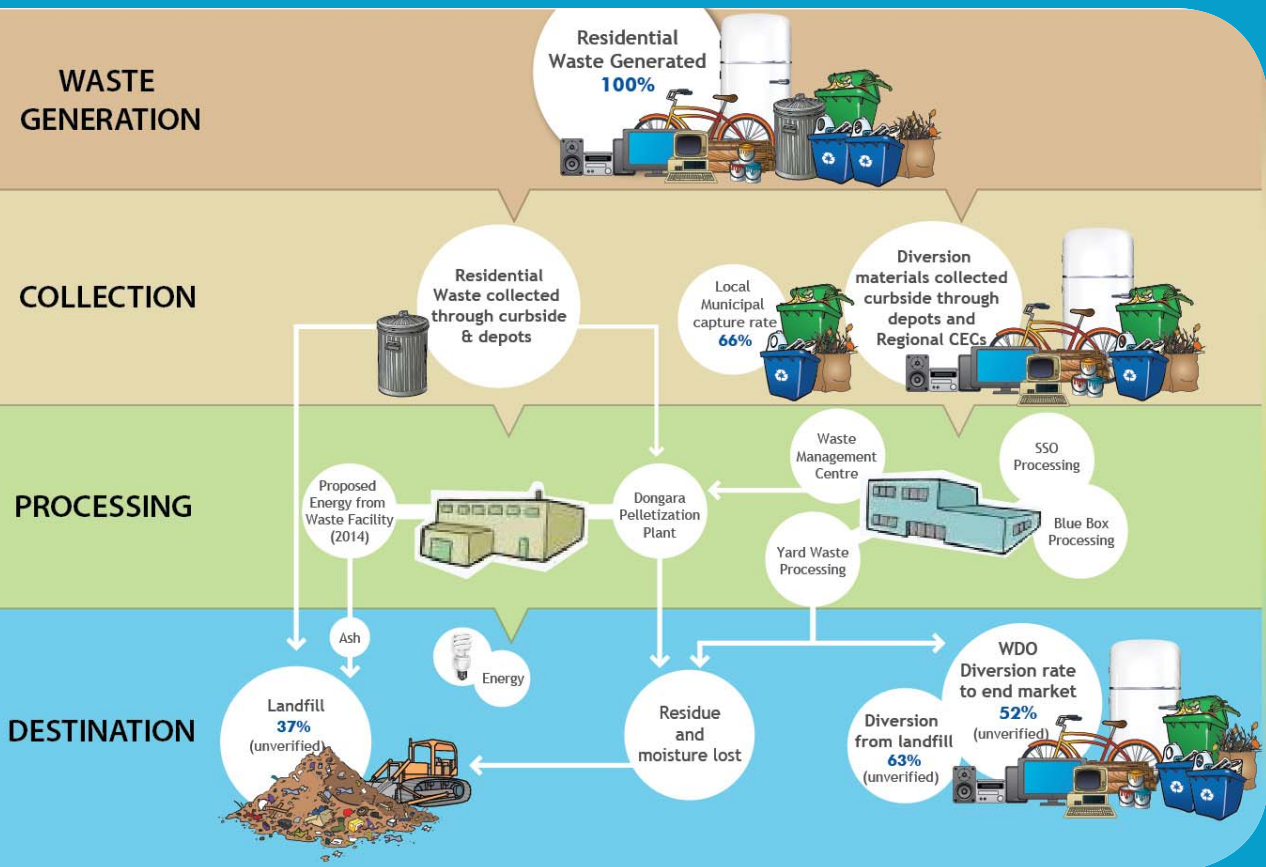 WASTE
GENERATION
Residential
Waste Generated
100%
COLLECTION
Residential
Waste collected
through curbside
& depots
Local
Municipal
capture rate
66%
Diversion
materials collected
curbside through
depots and
Regional CECs
PROCESSING
Proposed
Energy from
Waste Facility
(2014)
Dongara
Pelletization
Plant
Waste
Management
Centre
Yard Waste
Processing
SSO
Processing
Blue Box
Processing
DESTINATION
Ash
Landfill
37%
(unverified)
Energy
Residue
and
moisture lost
Diversion
from landfill
63%
(unverified)
WDO
Diversion rate
to end market
52%
(unverified)